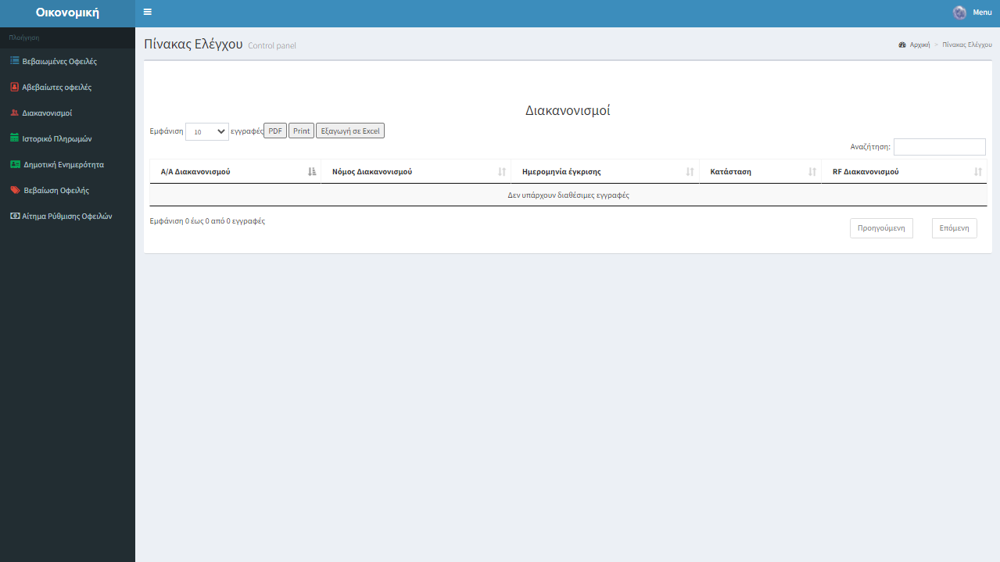 Οικονομική
Menu
Πλοήγηση
Βεβαιωμένες Οφειλές
Αβεβαίωτες οφειλές
Διακανονισμοί
Ιστορικό Πληρωμών
Δημοτική Ενημερότητα
Βεβαίωση Οφειλής
Αίτημα Ρύθμισης Οφειλών
Πίνακας Ελέγχου Control panel
Αρχική > Πίνακας Ελέγχου
Διακανονισμοί
Εμφάνιση 10 εγγραφές PDF Print Εξαγωγή σε Excel
Αναζήτηση:
Α/Α Διακανονισμού Νόμος Διακανονισμού Ημερομηνία έγκρισης Κατάσταση RF Διακανονισμού
Δεν υπάρχουν διαθέσιμες εγγραφές
Εμφάνιση 0 έως 0 από 0 εγγραφές
Προηγούμενη Επόμενη